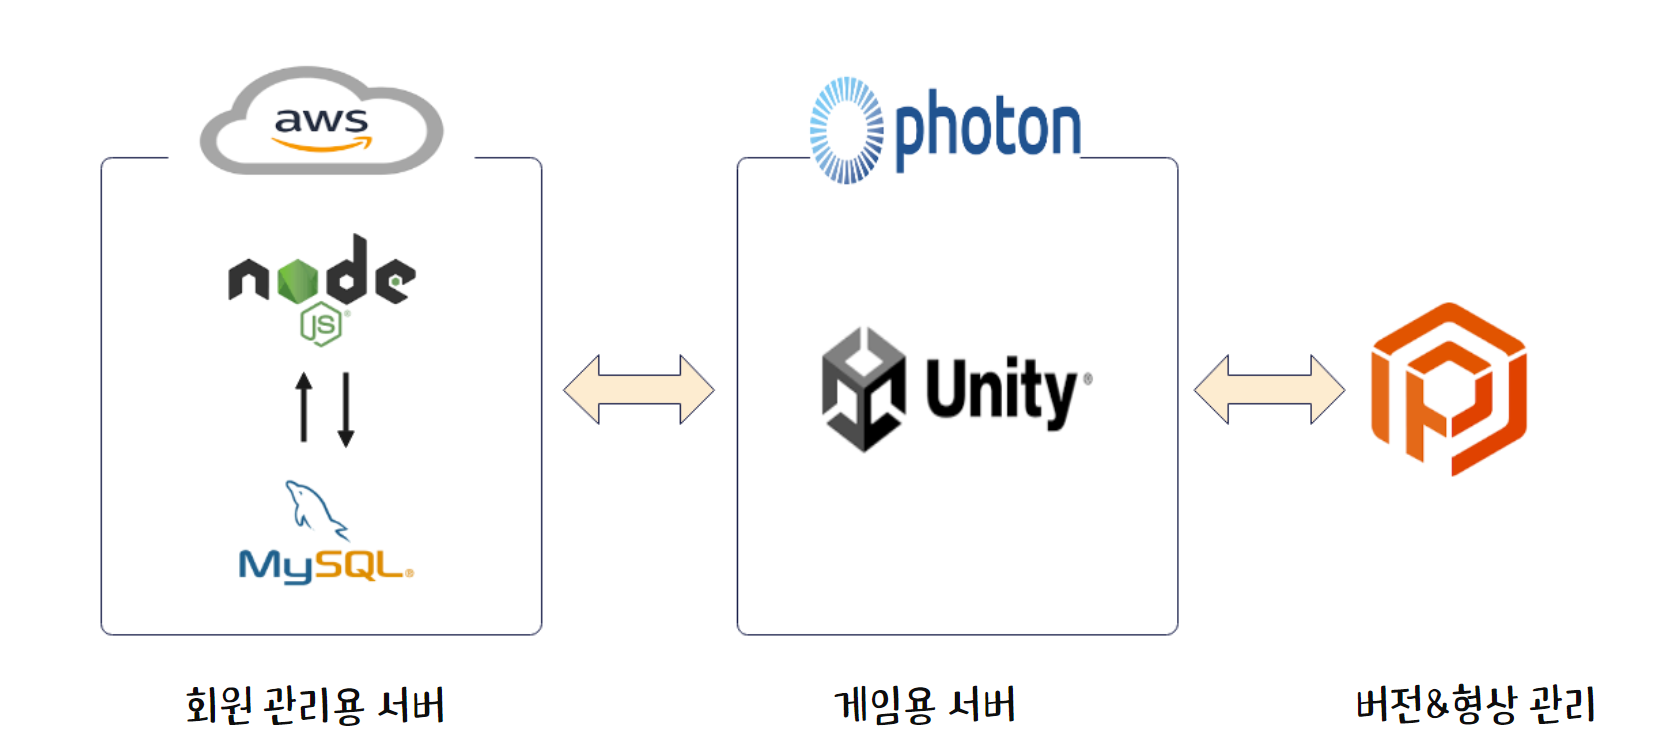 aws
photon
node
JS®
Unity®
MySQL®
회원 관리용 서버
게임용 서버
버전&형상 관리